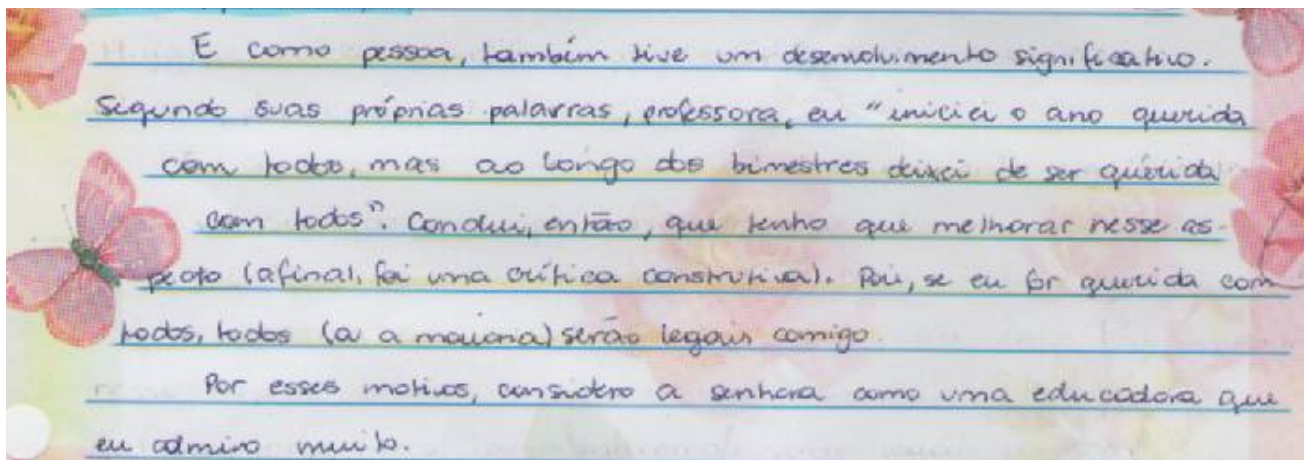 E como pessoa, também tive um desenvolvimento significativo.
Segundo suas próprias palavras, professora, eu "iniciei o ano querida
com todos, mas ao longo dos bimestres deixei de ser querida
com todos". Conclui, então, que tenho que melhorar nesse as-
pecto (afinal, foi uma crítica construtiva). Pois, se eu for querida com
todos, todos (ou a maioria) serão legais comigo.
Por esses motivos, considero a senhora como uma educadora que
eu admiro muito.